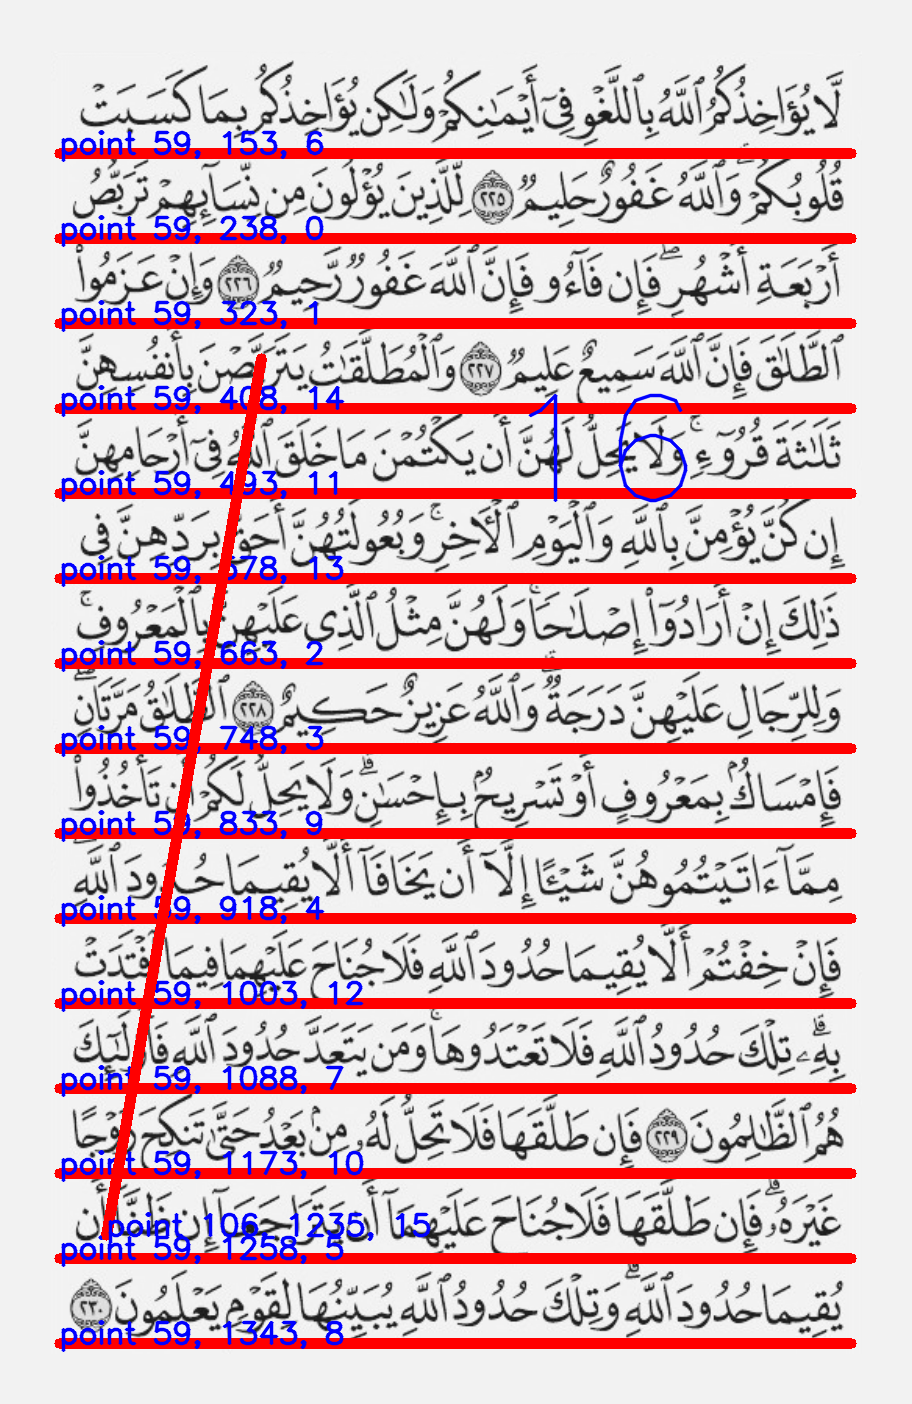 لَّا يُؤَاخِذُكُمُ ٱللَّهُ بِٱللَّغْوِ فِىٓ أَيْمَـٰنِكُمْ وَلَـٰكِن يُؤَاخِذُكُم بِمَا كَسَبَتْ
point 59, 153, 6
قُلُوبُكُمْ ۗ وَٱللَّهُ غَفُورٌ حَلِيمٌ ٢٢٥ لِّلَّذِينَ يُؤْلُونَ مِن نِّسَآئِهِمْ تَرَبُّصُ
point 59, 238, 0
أَرْبَعَةِ أَشْهُرٍ ۖ فَإِن فَآءُو فَإِنَّ ٱللَّهَ غَفُورٌ رَّحِيمٌ ٢٢٦ وَإِنْ عَزَمُوا۟
point 59, 323, 1
ٱلطَّلَـٰقَ فَإِنَّ ٱللَّهَ سَمِيعٌ عَلِيمٌ ٢٢٧ وَٱلْمُطَلَّقَـٰتُ يَتَرَبَّصْنَ بِأَنفُسِهِنَّ
point 59, 408, 14
16
ثَلَـٰثَةَ قُرُوٓءٍ ۚ وَلَا يَحِلُّ لَهُنَّ أَن يَكْتُمْنَ مَا خَلَقَ ٱللَّهُ فِىٓ أَرْحَامِهِنَّ
point 59, 493, 11
إِن كُنَّ يُؤْمِنَّ بِٱللَّهِ وَٱلْيَوْمِ ٱلْـَٔاخِرِ ۚ وَبُعُولَتُهُنَّ أَحَقُّ بِرَدِّهِنَّ فِى
point 59, 578, 13
ذَٰلِكَ إِنْ أَرَادُوٓا۟ إِصْلَـٰحًا ۚ وَلَهُنَّ مِثْلُ ٱلَّذِى عَلَيْهِنَّ بِٱلْمَعْرُوفِ ۚ
point 59, 663, 2
وَلِلرِّجَالِ عَلَيْهِنَّ دَرَجَةٌ ۗ وَٱللَّهُ عَزِيزٌ حَكِيمٌ ٢٢٨ ٱلطَّلَـٰقُ مَرَّتَانِ ۖ
point 59, 748, 3
فَإِمْسَاكٌۢ بِمَعْرُوفٍ أَوْ تَسْرِيحٌۢ بِإِحْسَـٰنٍ ۗ وَلَا يَحِلُّ لَكُمْ أَن تَأْخُذُوا۟
point 59, 833, 9
مِمَّآ ءَاتَيْتُمُوهُنَّ شَيْـًٔا إِلَّآ أَن يَخَافَآ أَلَّا يُقِيمَا حُدُودَ ٱللَّهِ ۖ
point 59, 918, 4
فَإِنْ خِفْتُمْ أَلَّا يُقِيمَا حُدُودَ ٱللَّهِ فَلَا جُنَاحَ عَلَيْهِمَا فِيمَا ٱفْتَدَتْ
point 59, 1003, 12
بِهِۦ ۗ تِلْكَ حُدُودُ ٱللَّهِ فَلَا تَعْتَدُوهَا ۚ وَمَن يَتَعَدَّ حُدُودَ ٱللَّهِ فَأُو۟لَـٰٓئِكَ
point 59, 1088, 7
هُمُ ٱلظَّـٰلِمُونَ ٢٢٩ فَإِن طَلَّقَهَا فَلَا تَحِلُّ لَهُۥ مِنۢ بَعْدُ حَتَّىٰ تَنكِحَ زَوْجًا
point 59, 1173, 10
غَيْرَهُۥ ۗ فَإِن طَلَّقَهَا فَلَا جُنَاحَ عَلَيْهِمَآ أَن يَتَرَاجَعَآ إِن ظَنَّآ أَن
point 106, 1235, 15
point 59, 1258, 5
يُقِيمَا حُدُودَ ٱللَّهِ ۗ وَتِلْكَ حُدُودُ ٱللَّهِ يُبَيِّنُهَا لِقَوْمٍ يَعْلَمُونَ ٢٣٠
point 59, 1343, 8